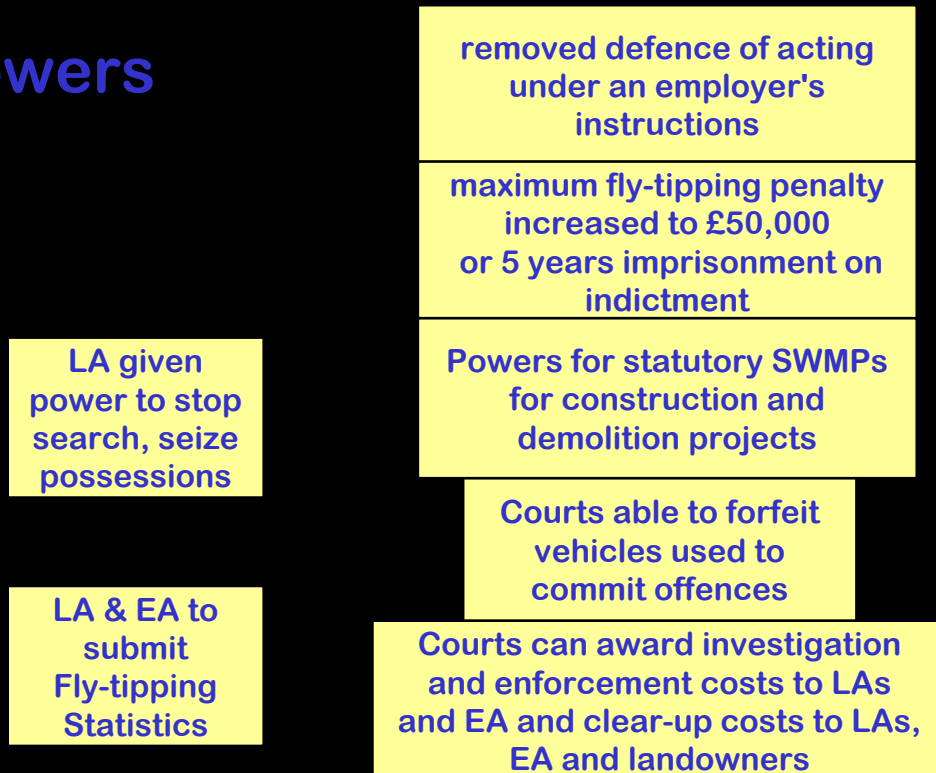 wers
removed defence of acting
under an employer's
instructions
maximum fly-tipping penalty
increased to £50,000
or 5 years imprisonment on
indictment
LA given
power to stop
search, seize
possessions
Powers for statutory SWMPs
for construction and
demolition projects
Courts able to forfeit
vehicles used to
commit offences
LA & EA to
submit
Fly-tipping
Statistics
Courts can award investigation
and enforcement costs to LAs
and EA and clear-up costs to LAs,
EA and landowners